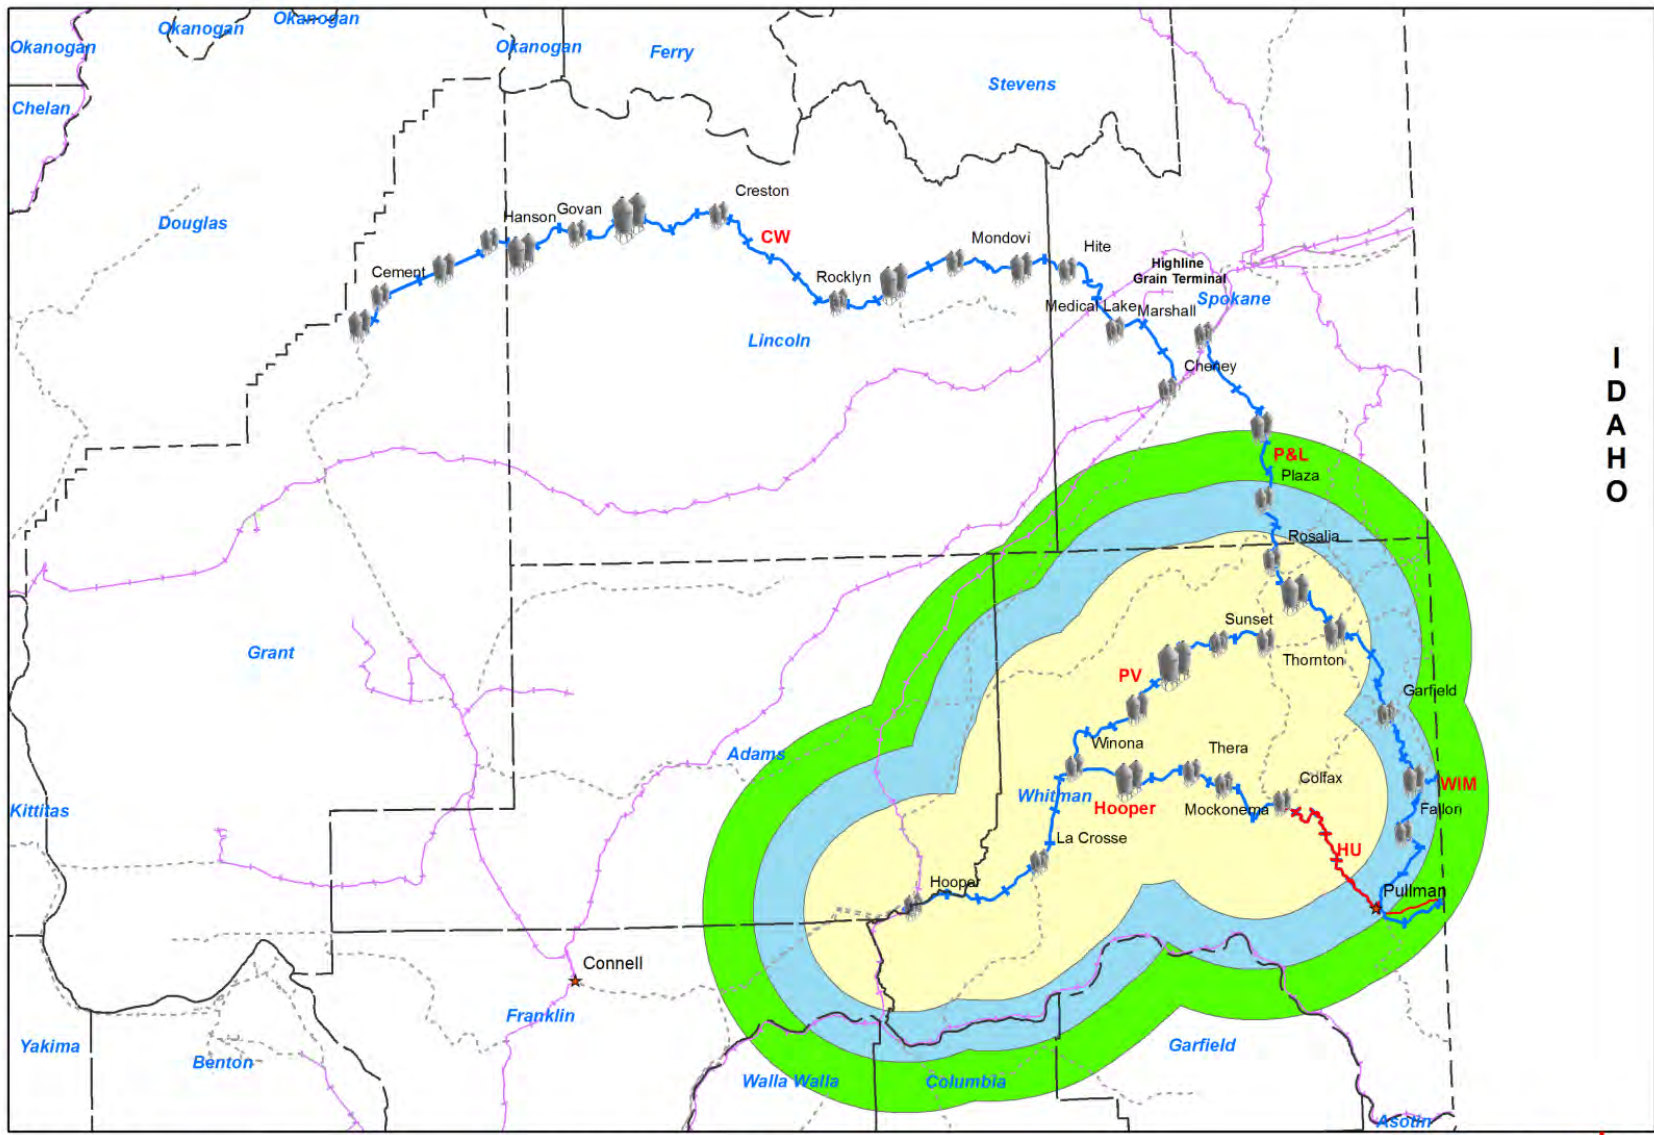 Okanogan
Okanogan
Okanogan
Okanogan
Ferry
Stevens
Chelan
Creston
Govan
Hanson
Douglas
CW
Mondovi
Hite
Highline
Grain Terminal
Cement
Rocklyn
Spokane
Medical Lake
Marshall
Lincoln
Cheney
I
D
A
H
O
P&L
Plaza
Rosalia
Sunset
Grant
Thornton
PV
Garfield
Winona
Thera
Adams
Colfax
WIM
Whitman
Hooper
Mockonema
Fallon
Kittitas
La Crosse
HU
Hooper
Pullman
Connell
Franklin
Yakima
Benton
Garfield
Walla Walla
Columbia
Asotin